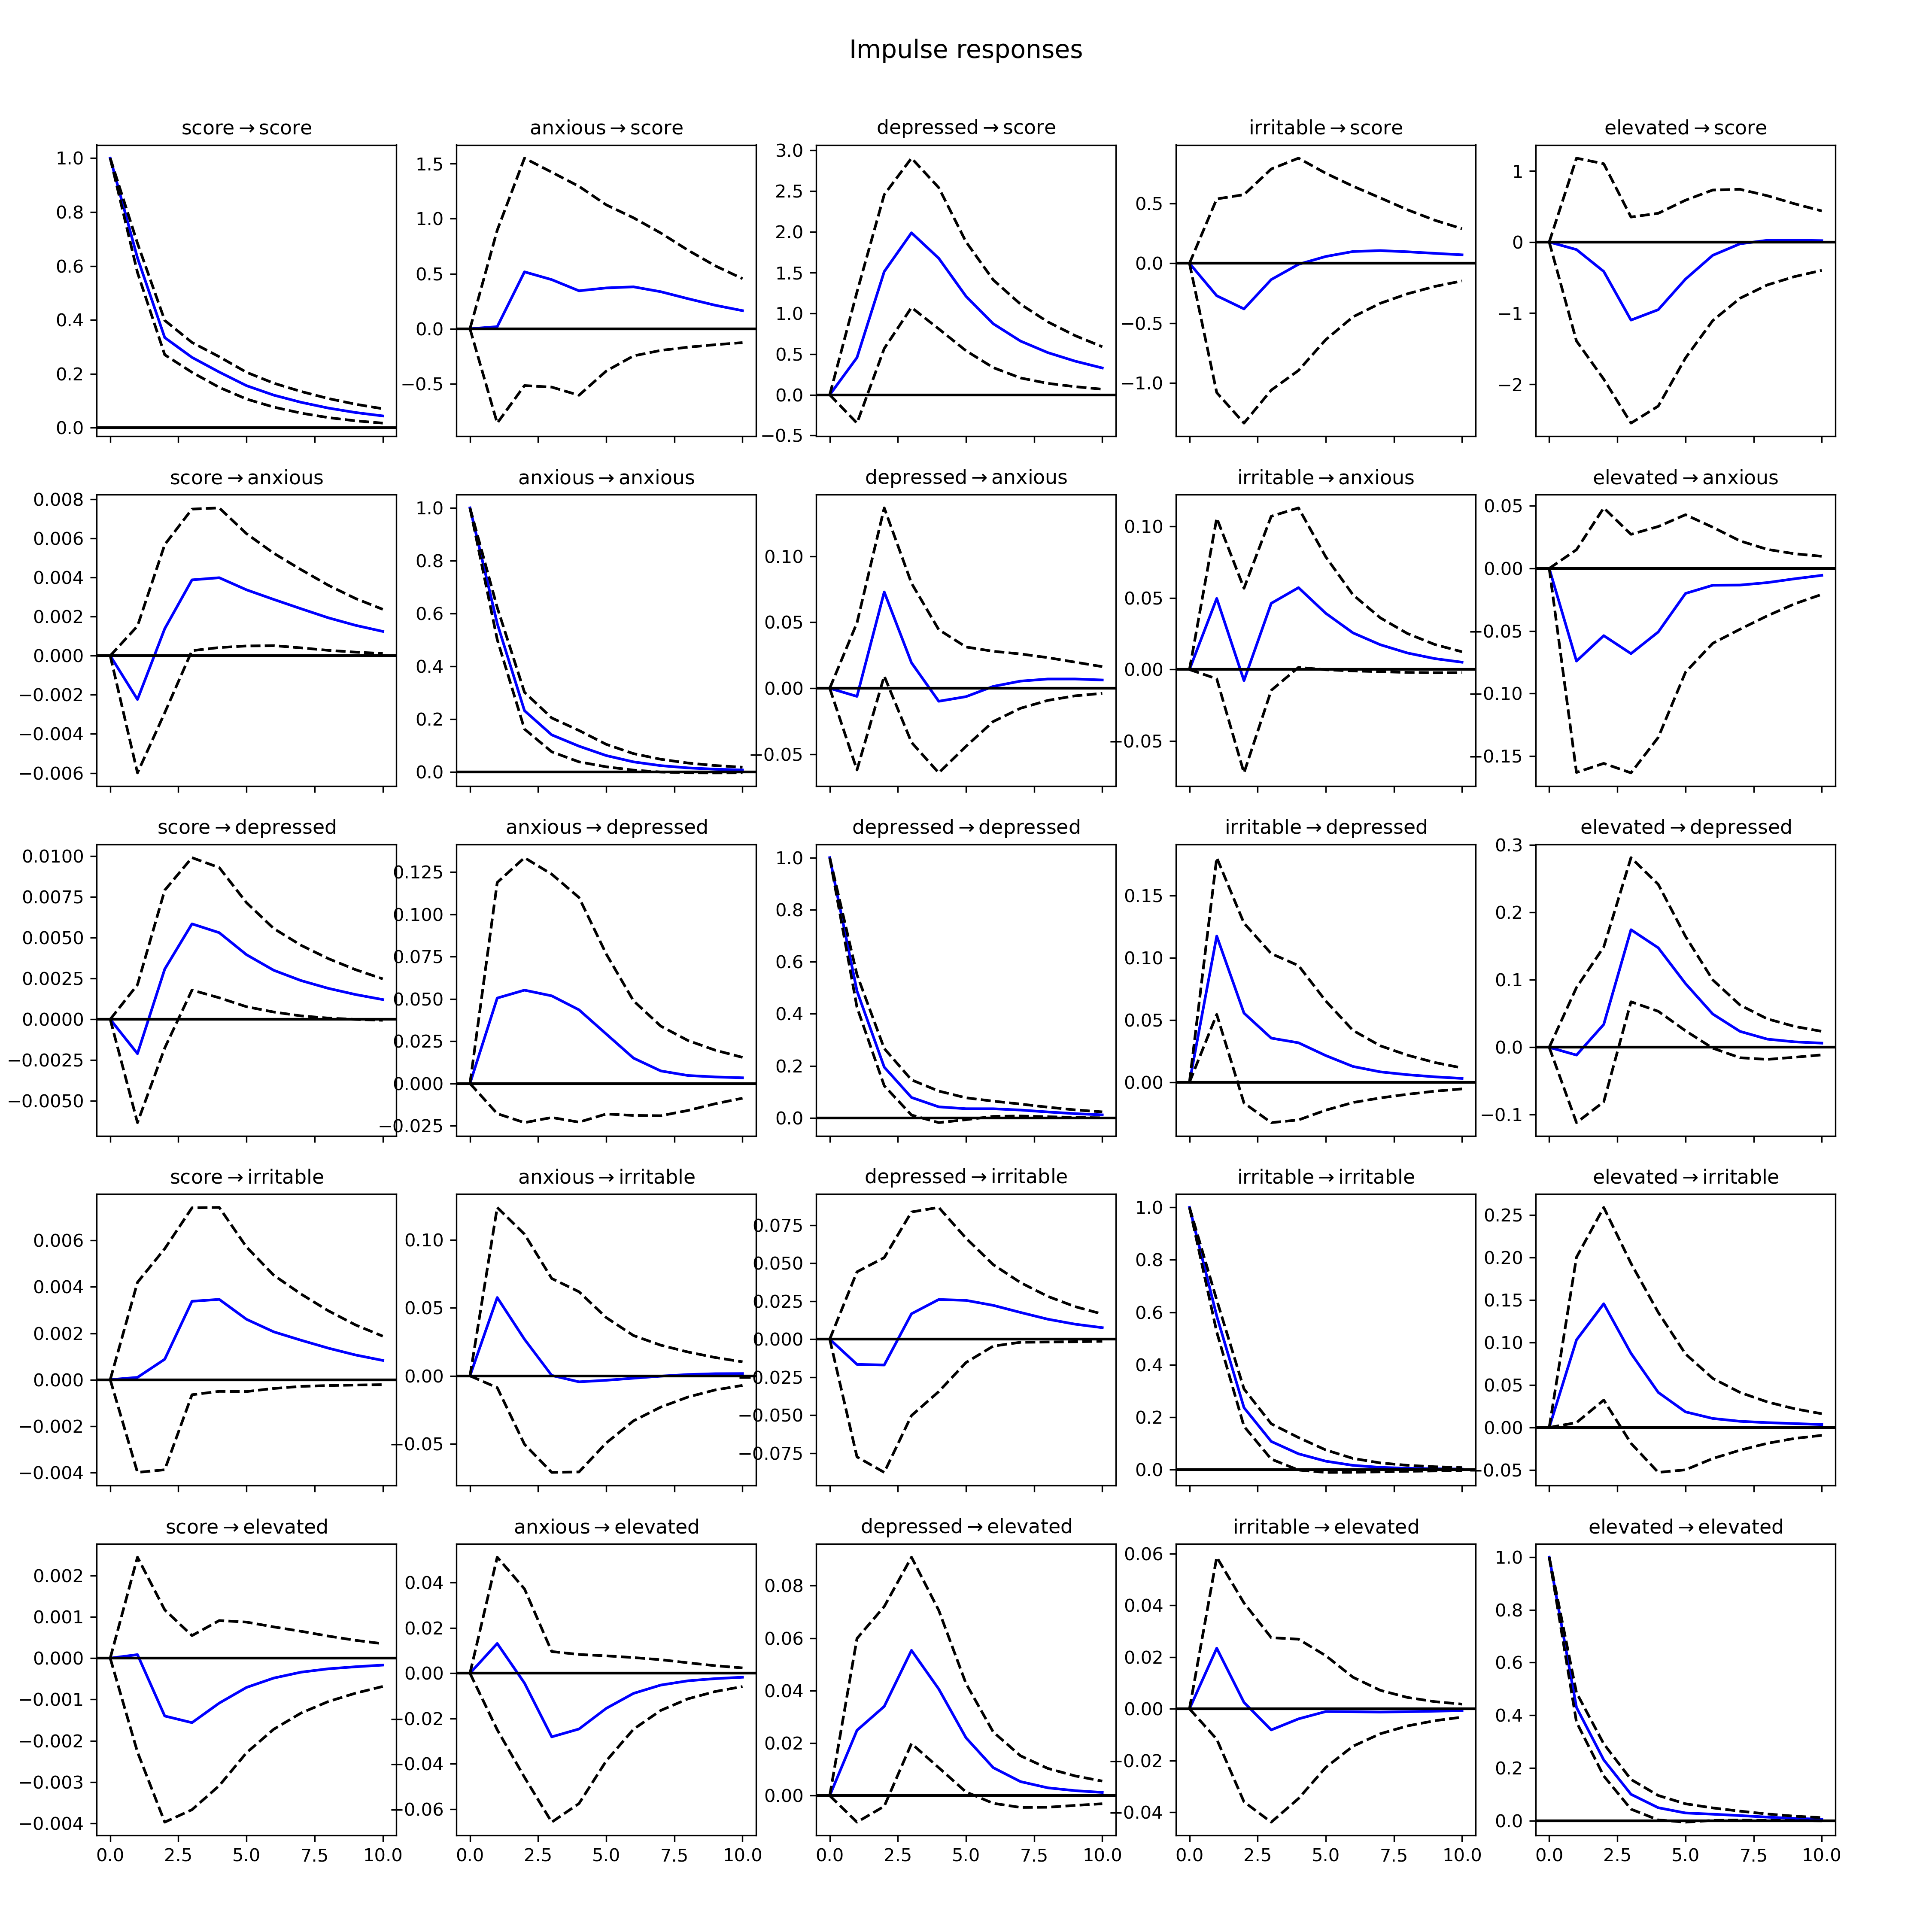 Impulse responses
score→score anxious→score depressed→score irritable→score elevated→score
1.0 0.8 0.6 0.4 0.2 0.0
1.5 1.0 0.5 0.0 −0.5
3.0 2.5 2.0 1.5 1.0 0.5 0.0 −0.5
0.5 0.0 −0.5 −1.0
1 0 −1 −2
score→anxious anxious→anxious depressed→anxious irritable→anxious elevated→anxious
0.008 0.006 0.004 0.002 0.000 −0.002 −0.004 −0.006
1.0 0.8 0.6 0.4 0.2 0.0
0.10 0.05 0.00 −0.05
0.10 0.05 0.00 −0.05
0.05 0.00 −0.05 −0.10 −0.15
score→depressed anxious→depressed depressed→depressed irritable→depressed elevated→depressed
0.0100 0.0075 0.0050 0.0025 0.0000 −0.0025 −0.0050
0.125 0.100 0.075 0.050 0.025 0.000 −0.025
1.0 0.8 0.6 0.4 0.2 0.0
0.15 0.10 0.05 0.00
0.3 0.2 0.1 0.0 −0.1
score→irritable anxious→irritable depressed→irritable irritable→irritable elevated→irritable
0.006 0.004 0.002 0.000 −0.002 −0.004
0.10 0.05 0.00 −0.05
0.075 0.050 0.025 0.000 −0.025 −0.050 −0.075
1.0 0.8 0.6 0.4 0.2 0.0
0.25 0.20 0.15 0.10 0.05 0.00 −0.05
score→elevated anxious→elevated depressed→elevated irritable→elevated elevated→elevated
0.002 0.001 0.000 −0.001 −0.002 −0.003 −0.004
0.04 0.02 0.00 −0.02 −0.04 −0.06
0.08 0.06 0.04 0.02 0.00
0.06 0.04 0.02 0.00 −0.02 −0.04
1.0 0.8 0.6 0.4 0.2 0.0
0.0 2.5 5.0 7.5 10.0 0.0 2.5 5.0 7.5 10.0 0.0 2.5 5.0 7.5 10.0 0.0 2.5 5.0 7.5 10.0 0.0 2.5 5.0 7.5 10.0